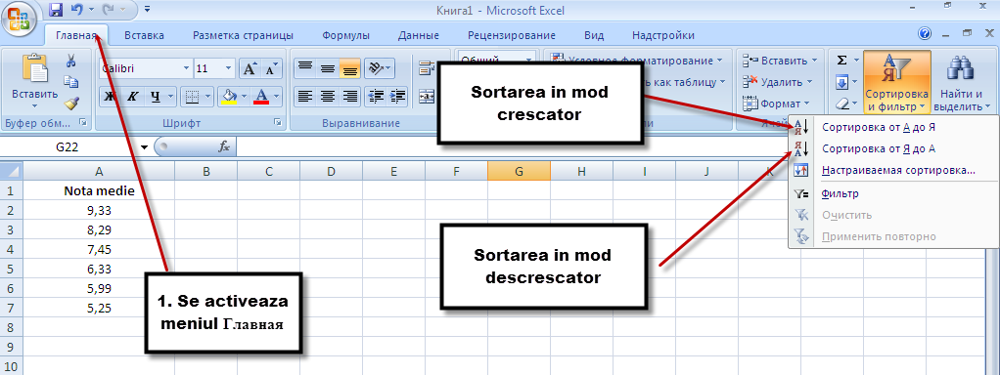 Книга1 - Microsoft Excel
Главная Вставка Разметка страницы Формулы Данные Рецензирование Вид Надстройки
Вставить
Буфер обм...
Calibri 11
Ж К Ч
Шрифт
Выравнивание
Общий
Условное форматирование
как таблицу
Вставить
Удалить
Формат
Σ
Сортировка
и фильтр
Найти и
выделить
Сортировка от А до Я
Сортировка от Я до А
Настраиваемая сортировка...
Фильтр
Очистить
Применить повторно
Sortarea in mod
crescator
G22 fx
A B C D E F G H I J K
1 Nota medie
2 9,33
3 8,29
4 7,45
5 6,33
6 5,99
7 5,25
8
9
10
Sortarea in mod
descrescator
1. Se activeaza
meniul Главная